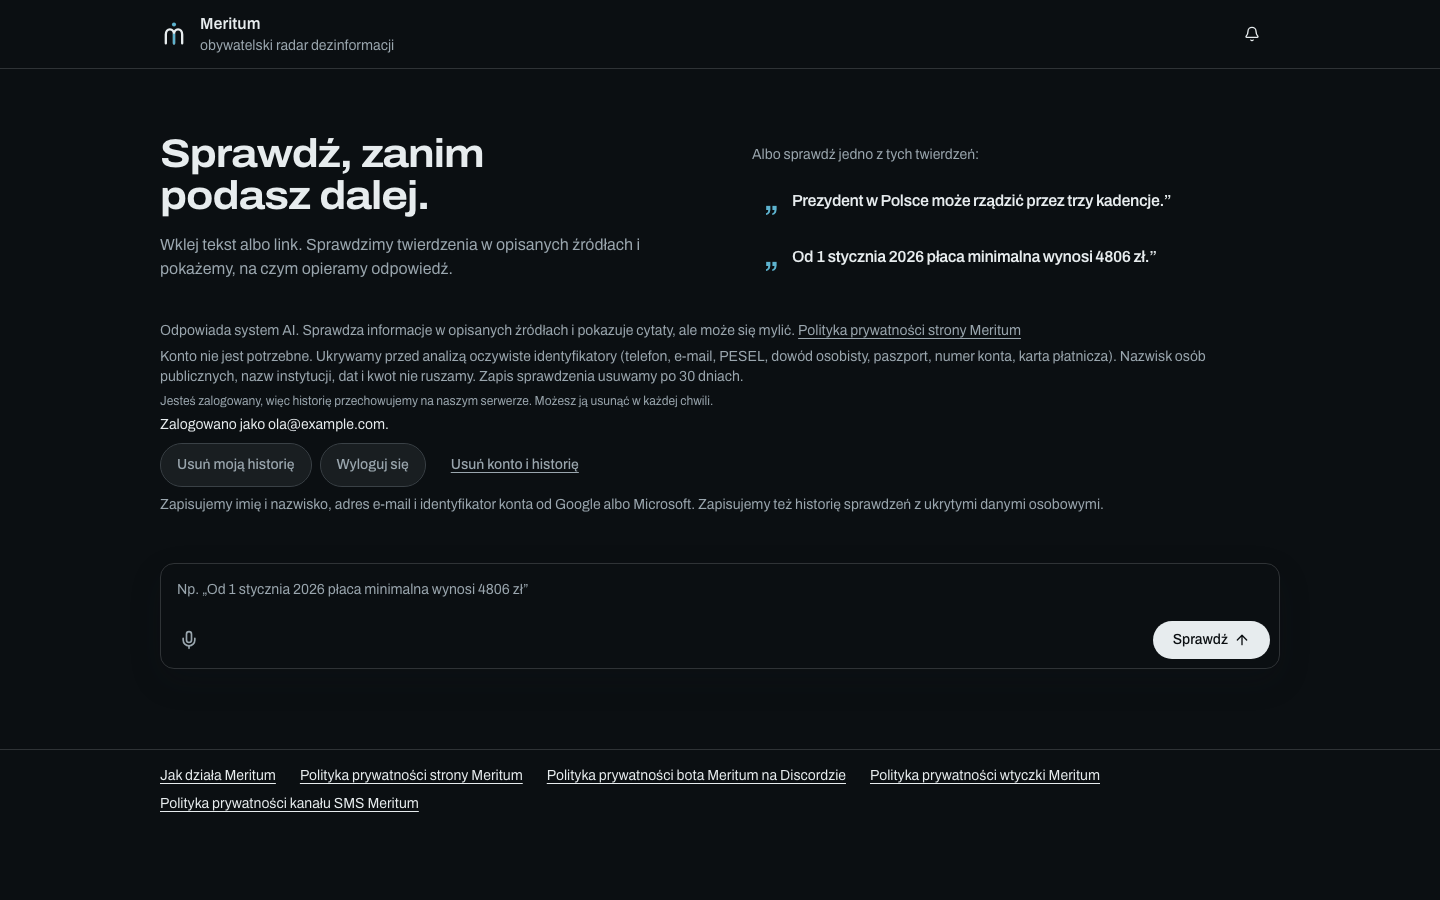 Meritum
obywatelski radar dezinformacji
Sprawdź, zanim
podasz dalej.
Wklej tekst albo link. Sprawdzimy twierdzenia w opisanych źródłach i
pokażemy, na czym opieramy odpowiedź.
Albo sprawdź jedno z tych twierdzeń:
„Prezydent w Polsce może rządzić przez trzy kadencje.”
„Od 1 stycznia 2026 płaca minimalna wynosi 4806 zł.”
Odpowiada system AI. Sprawdza informacje w opisanych źródłach i pokazuje cytaty, ale może się mylić. Polityka prywatności strony Meritum
Konto nie jest potrzebne. Ukrywamy przed analizą oczywiste identyfikatory (telefon, e-mail, PESEL, dowód osobisty, paszport, numer konta, karta płatnicza). Nazwisk osób
publicznych, nazw instytucji, dat i kwot nie ruszamy. Zapis sprawdzenia usuwamy po 30 dniach.
Jesteś zalogowany, więc historię przechowujemy na naszym serwerze. Możesz ją usunąć w każdej chwili.
Zalogowano jako ola@example.com.
Usuń moją historię
Wyloguj się
Usuń konto i historię
Zapisujemy imię i nazwisko, adres e-mail i identyfikator konta od Google albo Microsoft. Zapisujemy też historię sprawdzeń z ukrytymi danymi osobowymi.
Np. „Od 1 stycznia 2026 płaca minimalna wynosi 4806 zł”
Sprawdź
Jak działa Meritum
Polityka prywatności strony Meritum
Polityka prywatności bota Meritum na Discordzie
Polityka prywatności wtyczki Meritum
Polityka prywatności kanału SMS Meritum